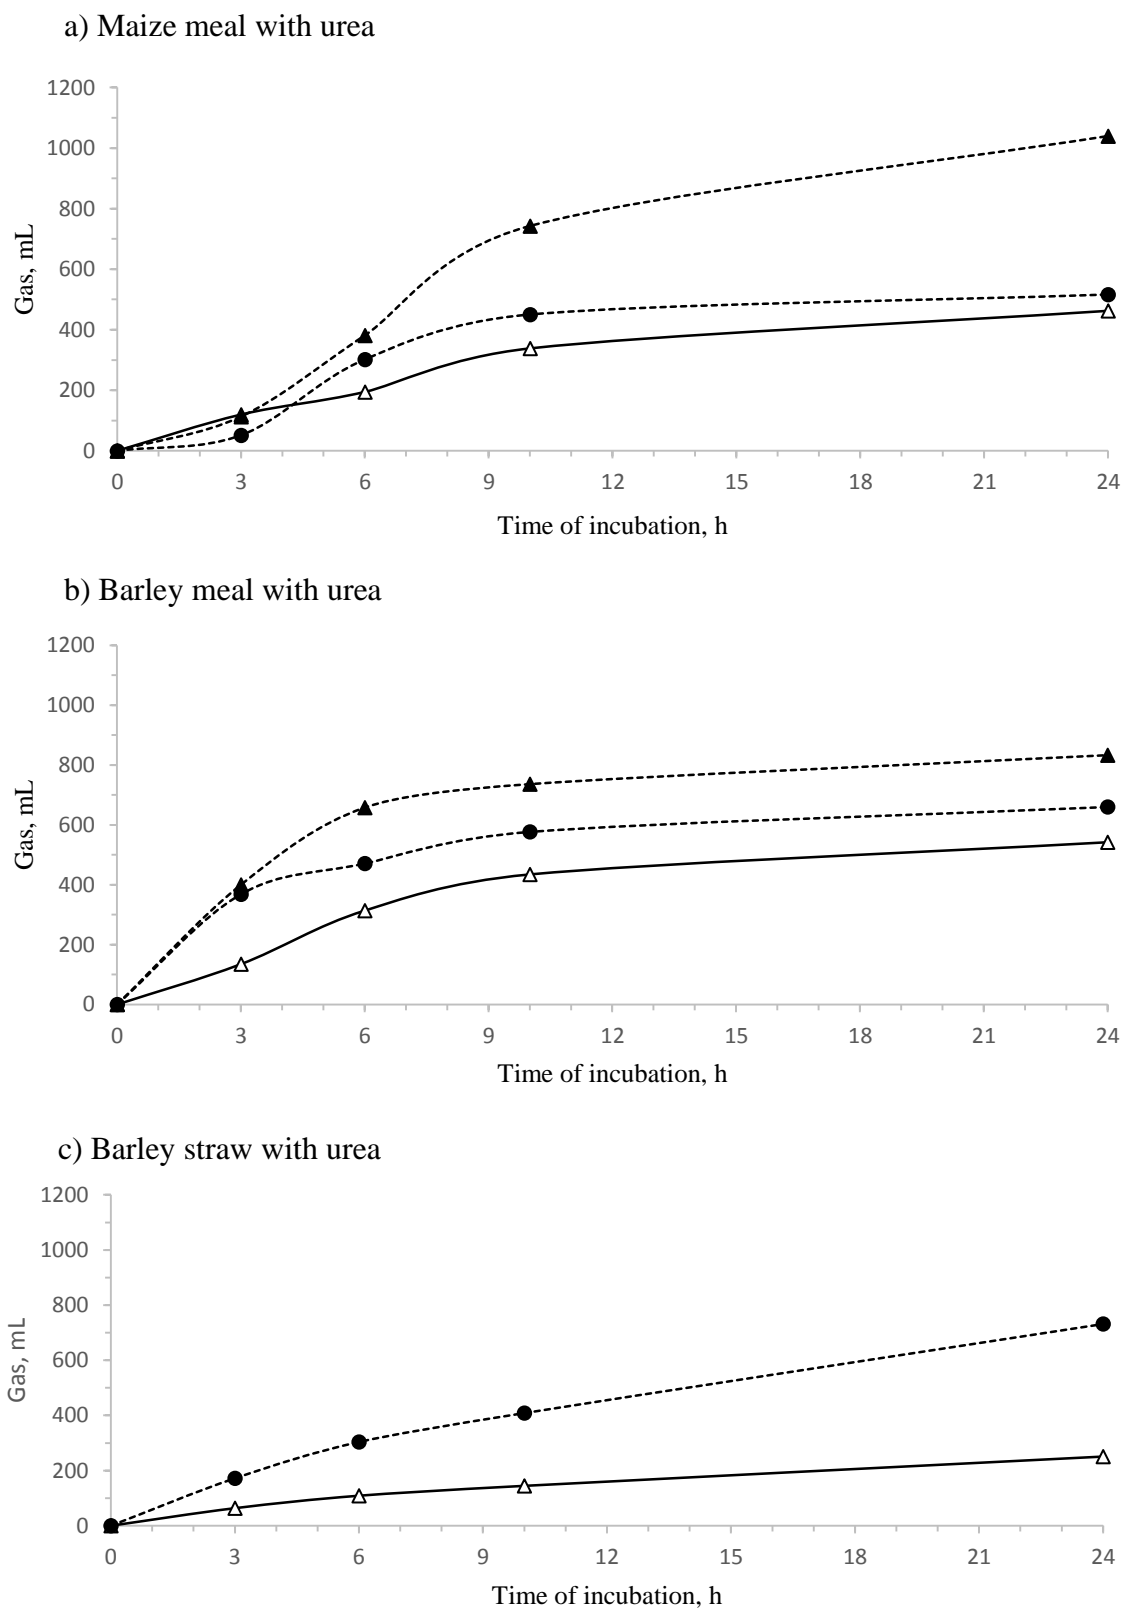 a) Maize meal with urea
1200
1000
800
600
400
200
0
Gas, mL
0 3 6 9 12 15 18 21 24
Time of incubation, h
b) Barley meal with urea
1200
1000
800
600
400
200
0
Gas, mL
0 3 6 9 12 15 18 21 24
Time of incubation, h
c) Barley straw with urea
1200
1000
800
600
400
200
0
Gas, mL
0 3 6 9 12 15 18 21 24
Time of incubation, h